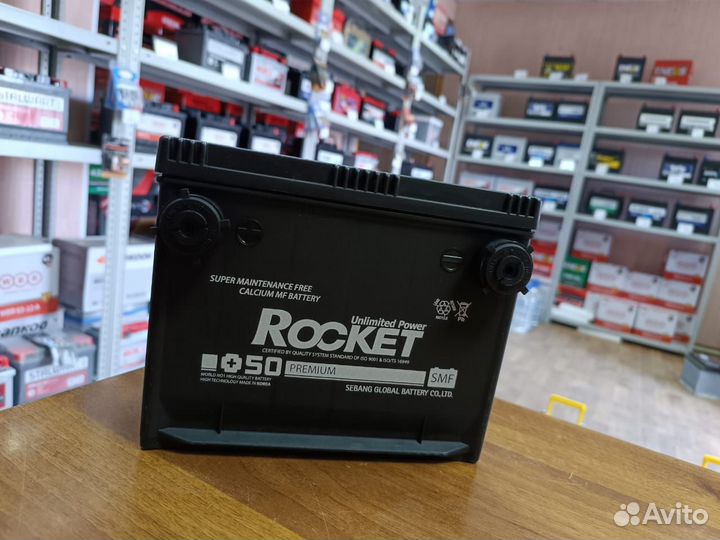 SUPER MAINTENANCE FREE
CALCIUM MF BATTERY
Unlimited Power
ROCKET
CERTIFIED BY QUALITY SYSTEM STANDARD OF ISO 9001 & ISO/TS 16949
50
PREMIUM
SMF
WORLD NO1 HIGH QUALITY BATTERY
HIGH TECHNOLOGY MADE IN KOREA
SEBANG GLOBAL BATTERY CO.,LTD.
Pb
Avito